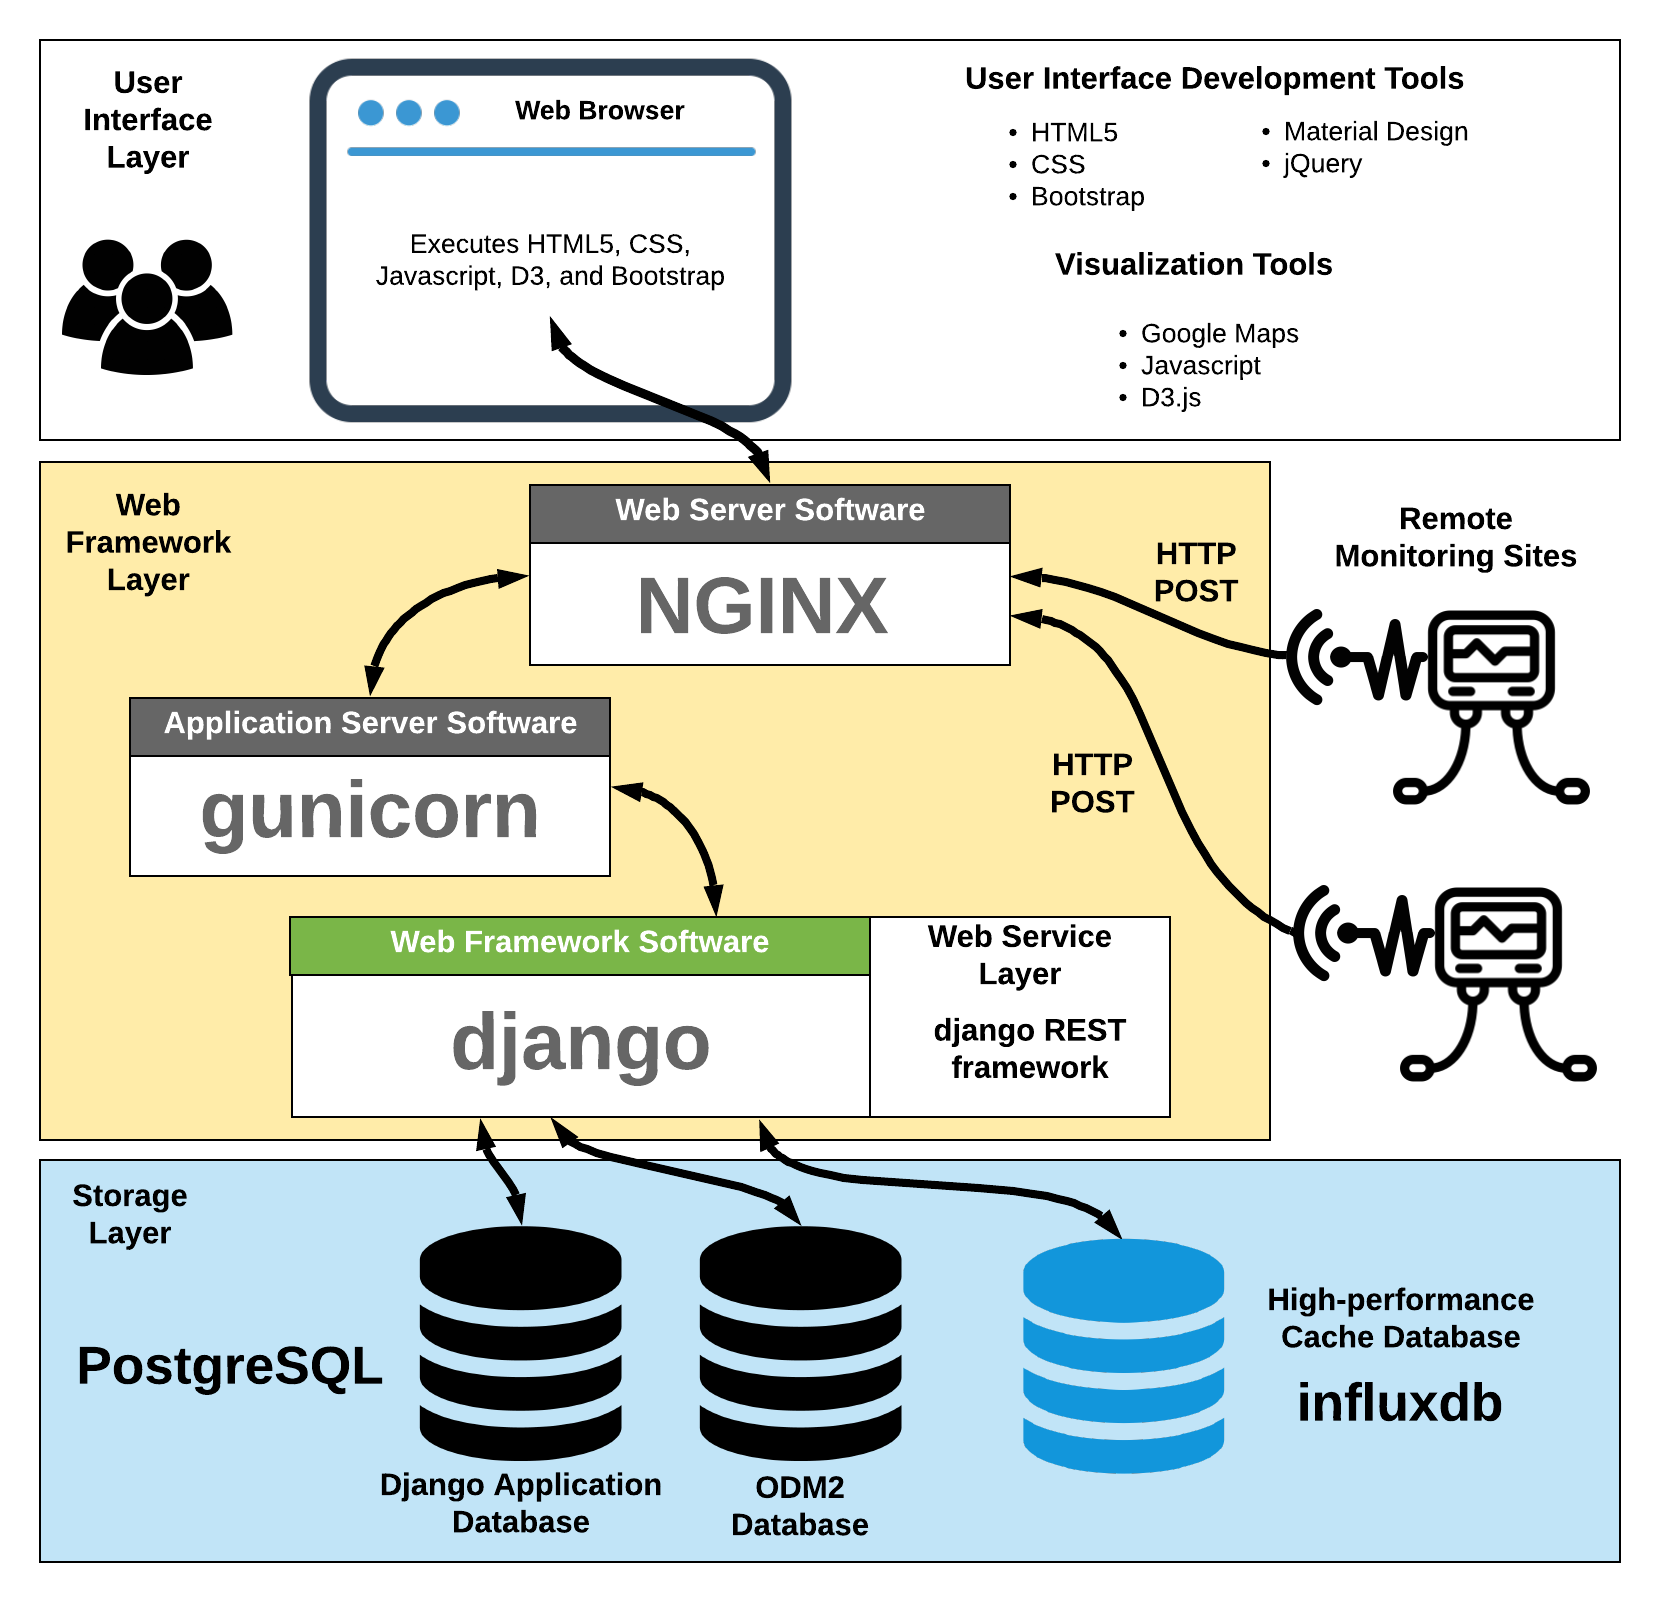 User
Interface
Layer
Web Browser
Executes HTML5, CSS,
Javascript, D3, and Bootstrap
User Interface Development Tools
• HTML5
• CSS
• Bootstrap
• Material Design
• jQuery
Visualization Tools
• Google Maps
• Javascript
• D3.js
Web
Framework
Layer
Web Server Software
NGINX
HTTP
POST
Remote
Monitoring Sites
Application Server Software
gunicorn
HTTP
POST
Web Framework Software
django
Web Service
Layer
django REST
framework
Storage
Layer
PostgreSQL
Django Application
Database
ODM2
Database
High-performance
Cache Database
influxdb